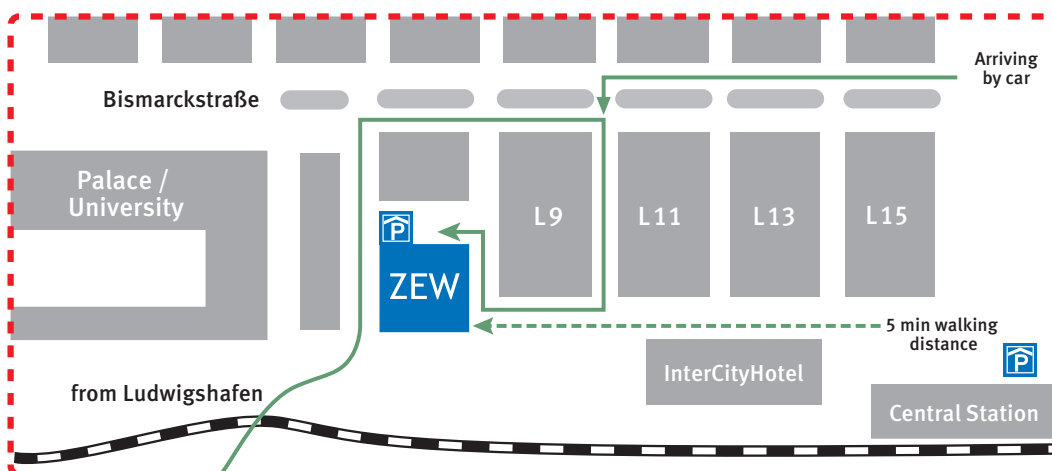 Arriving
by car
Bismarckstraße
Palace /
University
L9
L11
L13
L15
P
ZEW
5 min walking
distance
P
InterCityHotel
from Ludwigshafen
Central Station